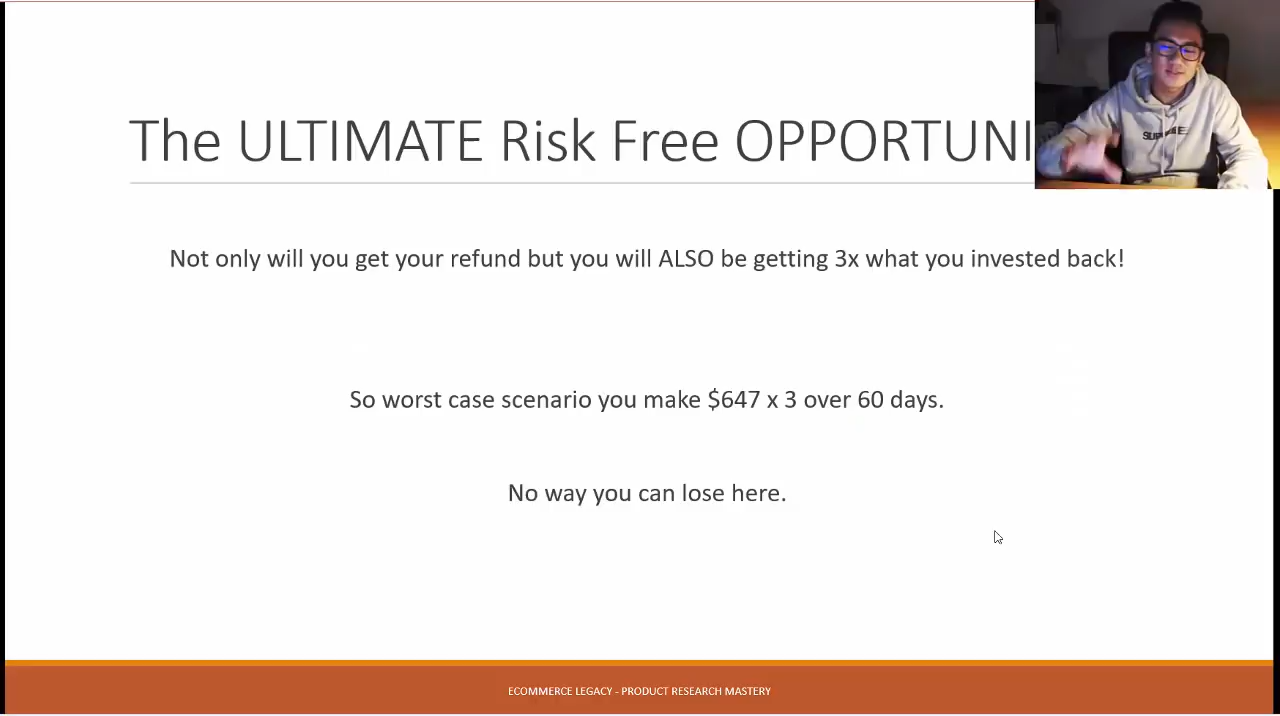 The ULTIMATE Risk Free OPPORTUNI
Not only will you get your refund but you will ALSO be getting 3x what you invested back!
So worst case scenario you make $647 x 3 over 60 days.
No way you can lose here.
ECOMMERCE LEGACY - PRODUCT RESEARCH MASTERY